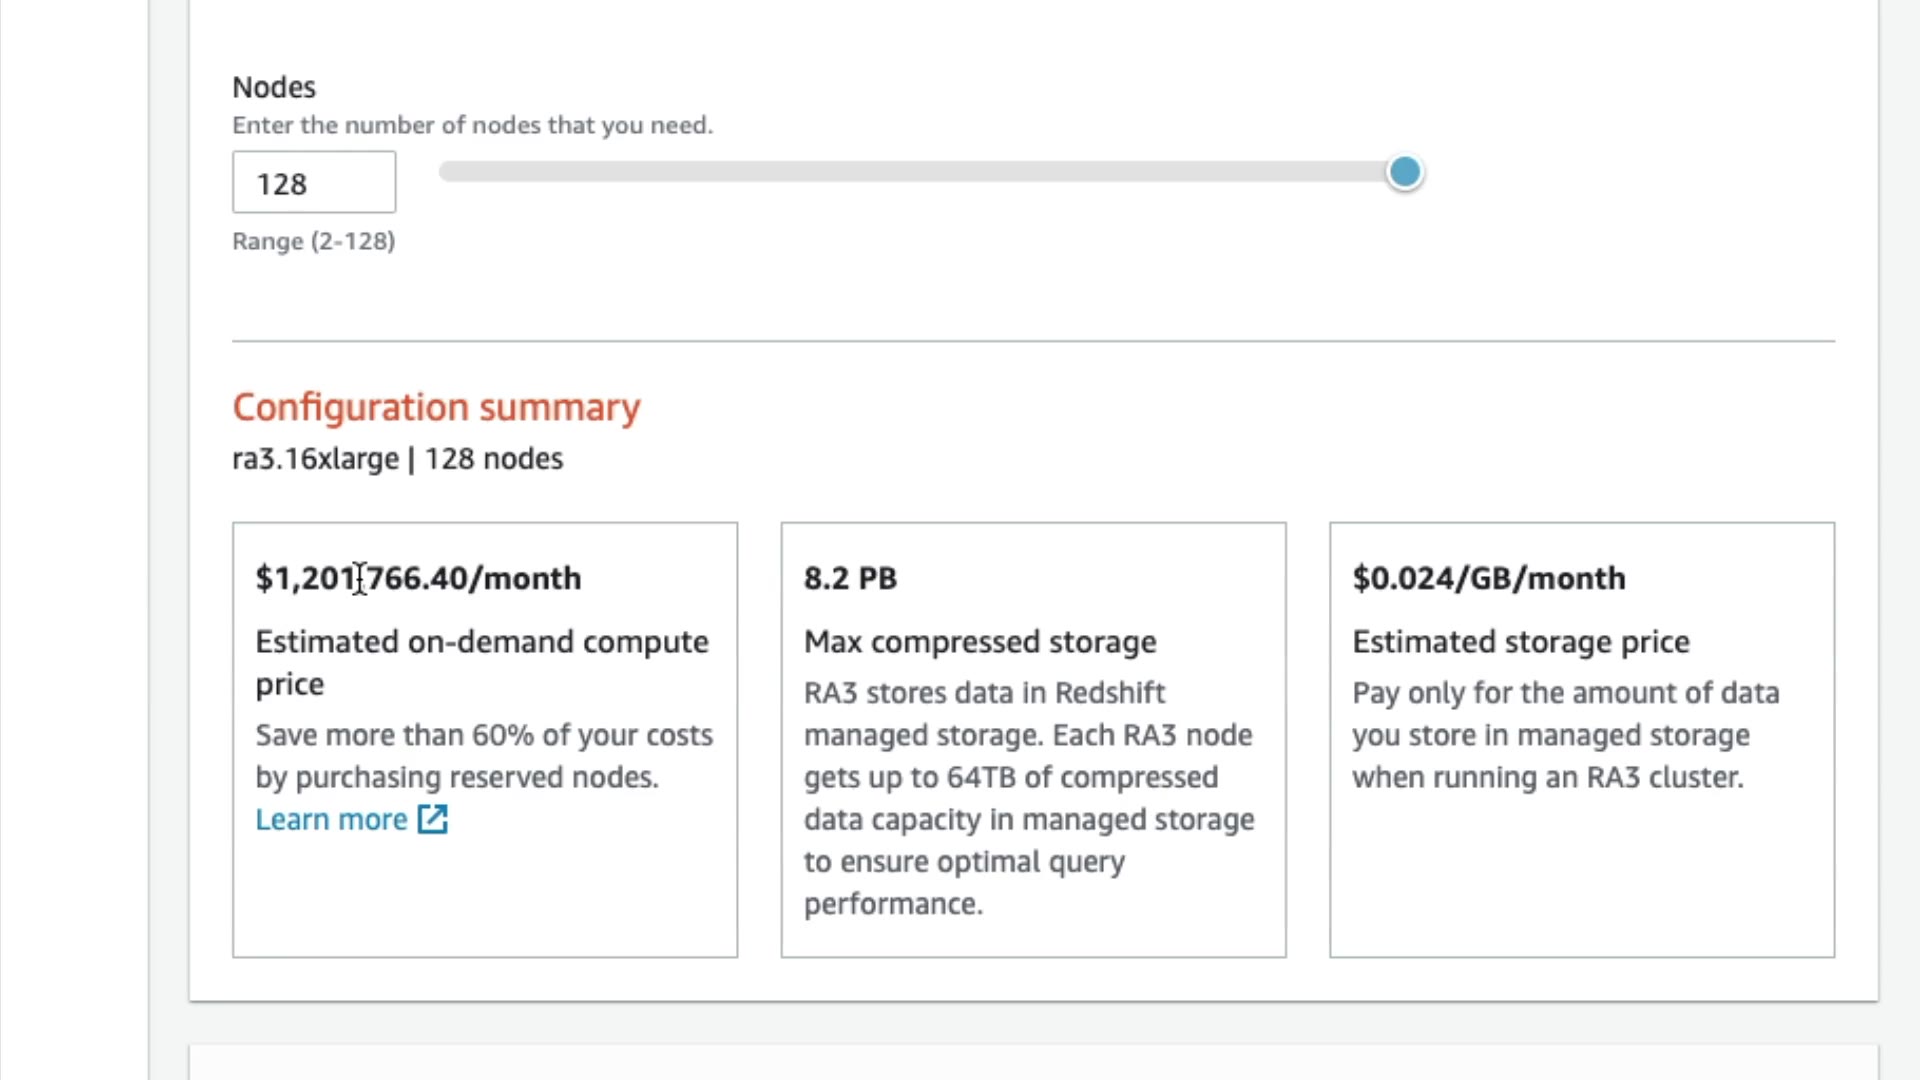 Nodes
Enter the number of nodes that you need.
128
Range (2-128)
Configuration summary
ra3.16xlarge | 128 nodes
$1,201,766.40/month
Estimated on-demand compute
price
Save more than 60% of your costs
by purchasing reserved nodes.
Learn more
8.2 PB
Max compressed storage
RA3 stores data in Redshift
managed storage. Each RA3 node
gets up to 64TB of compressed
data capacity in managed storage
to ensure optimal query
performance.
$0.024/GB/month
Estimated storage price
Pay only for the amount of data
you store in managed storage
when running an RA3 cluster.